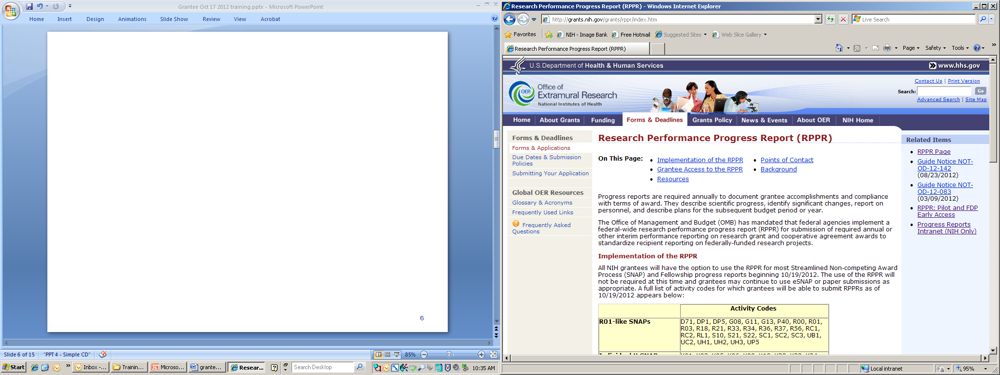 Grantee Oct 17 2012 training.pptx - Microsoft PowerPoint
Home Insert Design Animations Slide Show Review View Acrobat
6
Slide 6 of 15 "PPT 4 - Simple CD" 85%
Start Inbox -... Trainin... Microso... grante... Resear... Search Desktop 10:35 AM
Research Performance Progress Report (RPPR) - Windows Internet Explorer
http://grants.nih.gov/grants/rppr/index.htm Live Search
Favorites NIH - Image Bank Free Hotmail Suggested Sites Web Slice Gallery
Research Performance Progress Report (RPPR) Page Safety Tools
U.S.Department of Health & Human Services www.hhs.gov
OER Office of
Extramural Research
National Institutes of Health
Contact Us | Print Version
Search: Go
Advanced Search | Site Map
Home About Grants Funding Forms & Deadlines Grants Policy News & Events About OER NIH Home
Forms & Deadlines
Forms & Applications
Due Dates & Submission
Policies
Submitting Your Application
Global OER Resources
Glossary & Acronyms
Frequently Used Links
Frequently Asked
Questions
Research Performance Progress Report (RPPR)
On This Page:
• Implementation of the RPPR
• Grantee Access to the RPPR
• Resources
• Points of Contact
• Background
Progress reports are required annually to document grantee accomplishments and compliance
with terms of award. They describe scientific progress, identify significant changes, report on
personnel, and describe plans for the subsequent budget period or year.
The Office of Management and Budget (OMB) has mandated that federal agencies implement a
federal-wide research performance progress report (RPPR) for submission of required annual or
other interim performance reporting on research grant and cooperative agreement awards to
standardize recipient reporting on federally-funded research projects.
Implementation of the RPPR
All NIH grantees will have the option to use the RPPR for most Streamlined Non-competing Award
Process (SNAP) and Fellowship progress reports beginning 10/19/2012. The use of the RPPR will
not be required at this time and grantees may continue to use eSNAP or paper submissions as
appropriate. A full list of activity codes for which grantees will be able to submit RPPRs as of
10/19/2012 appears below:
Activity Codes
R01-like SNAPs
D71, DP1, DP5, G08, G11, G13, P40, R00, R01,
R03, R18, R21, R33, R34, R36, R37, R56, RC1,
RC2, RL1, S10, S21, S22, SC1, SC2, SC3, UB1,
UC2, UH1, UH2, UH3, UP5
Related Items
• RPPR Page
• Guide Notice NOT-
OD-12-142
(08/23/2012)
• Guide Notice NOT-
OD-12-083
(03/09/2012)
• RPPR: Pilot and FDP
Early Access
• Progress Reports
Intranet (NIH Only)
Local intranet 95%